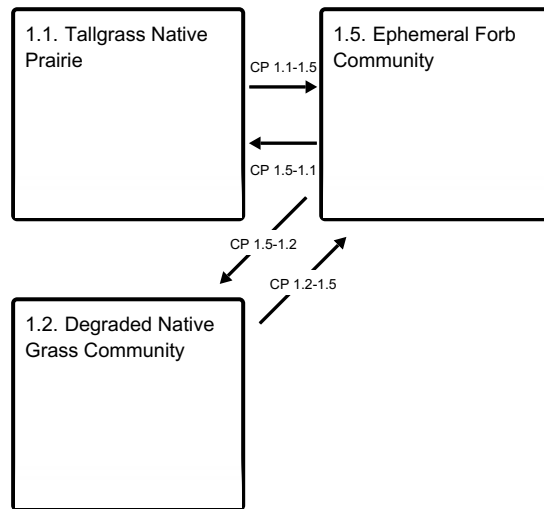 1.1. Tallgrass Native
Prairie
CP 1.1-1.5
1.5. Ephemeral Forb
Community
CP 1.5-1.1
CP 1.5-1.2
CP 1.2-1.5
1.2. Degraded Native
Grass Community